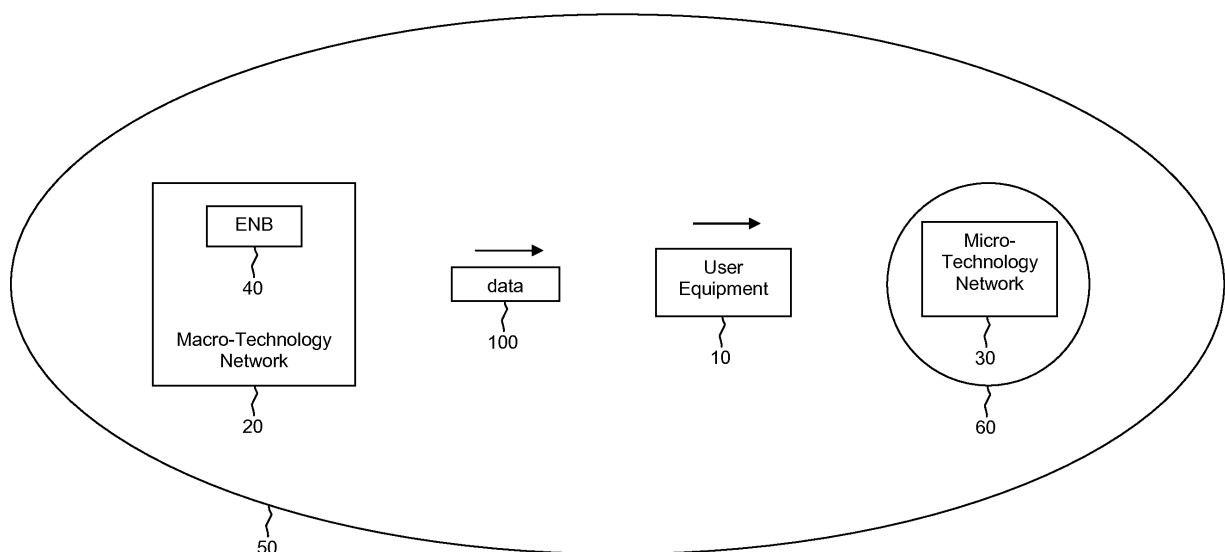 ENB
40
Macro-Technology
Network
20
data
100
User
Equipment
10
Micro-
Technology
Network
30
60
50